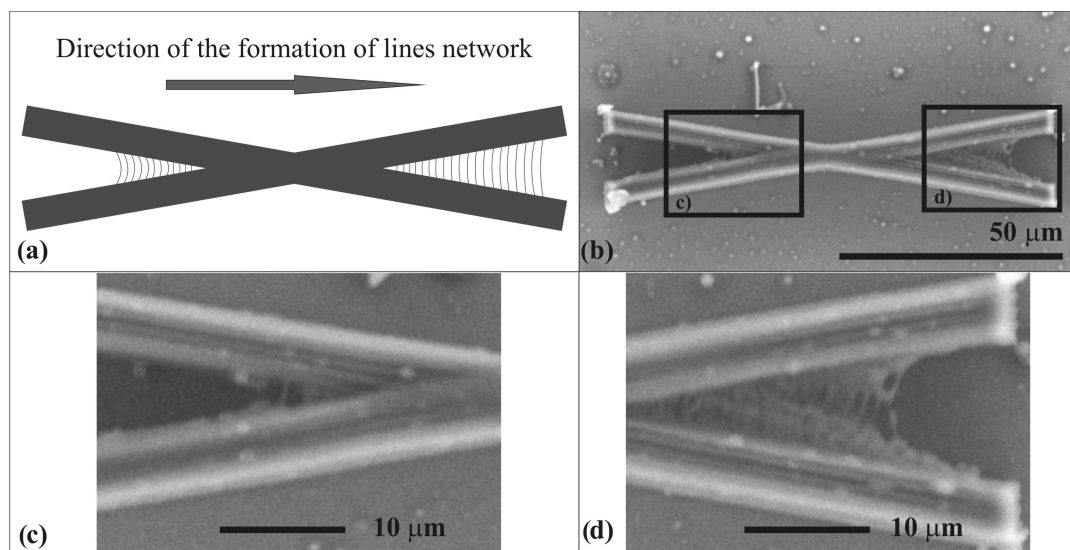 Direction of the formation of lines network
(a)
c)
d)
50 μm
(b)
10 μm
(c)
10 μm
(d)